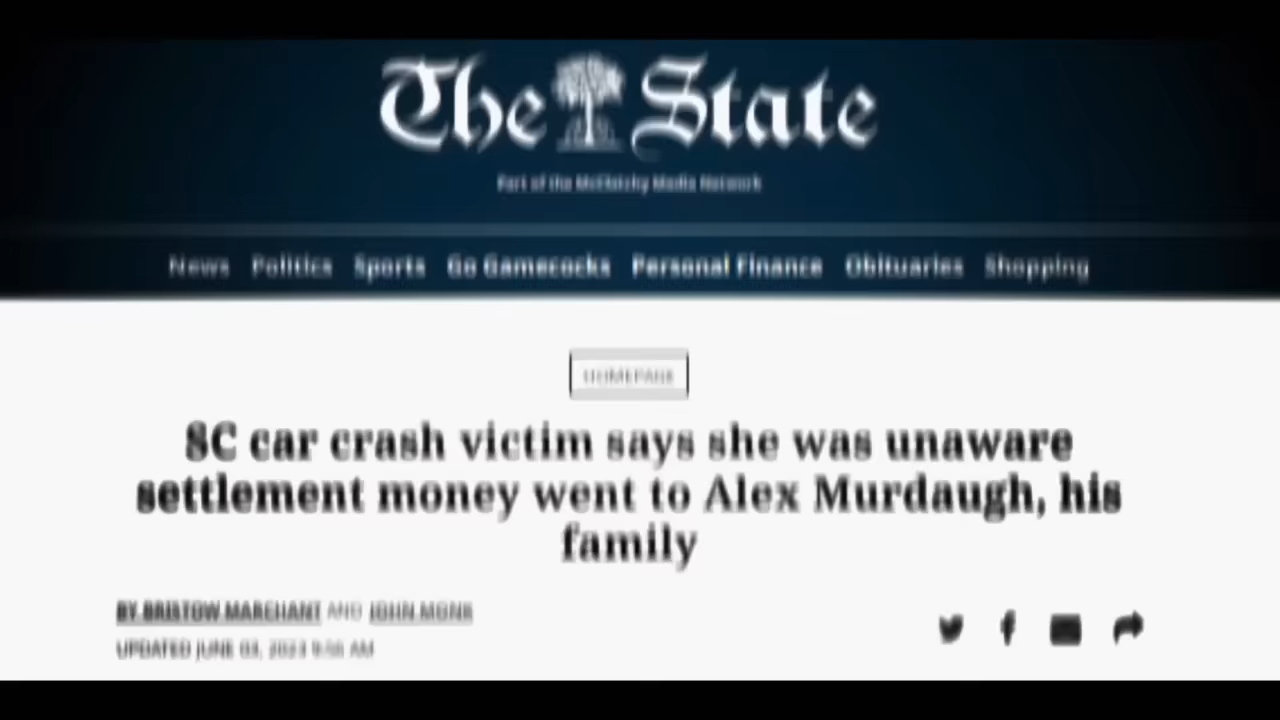 The State
Part of the McClatchy Media Network
News Politics Sports Go Gamecocks Personal Finance Obituaries Shopping
HOMEPAGE
SC car crash victim says she was unaware
settlement money went to Alex Murdaugh, his
family
BY BRISTOW MARCHANT AND JOHN MONK
UPDATED JUNE 03, 2023 AM